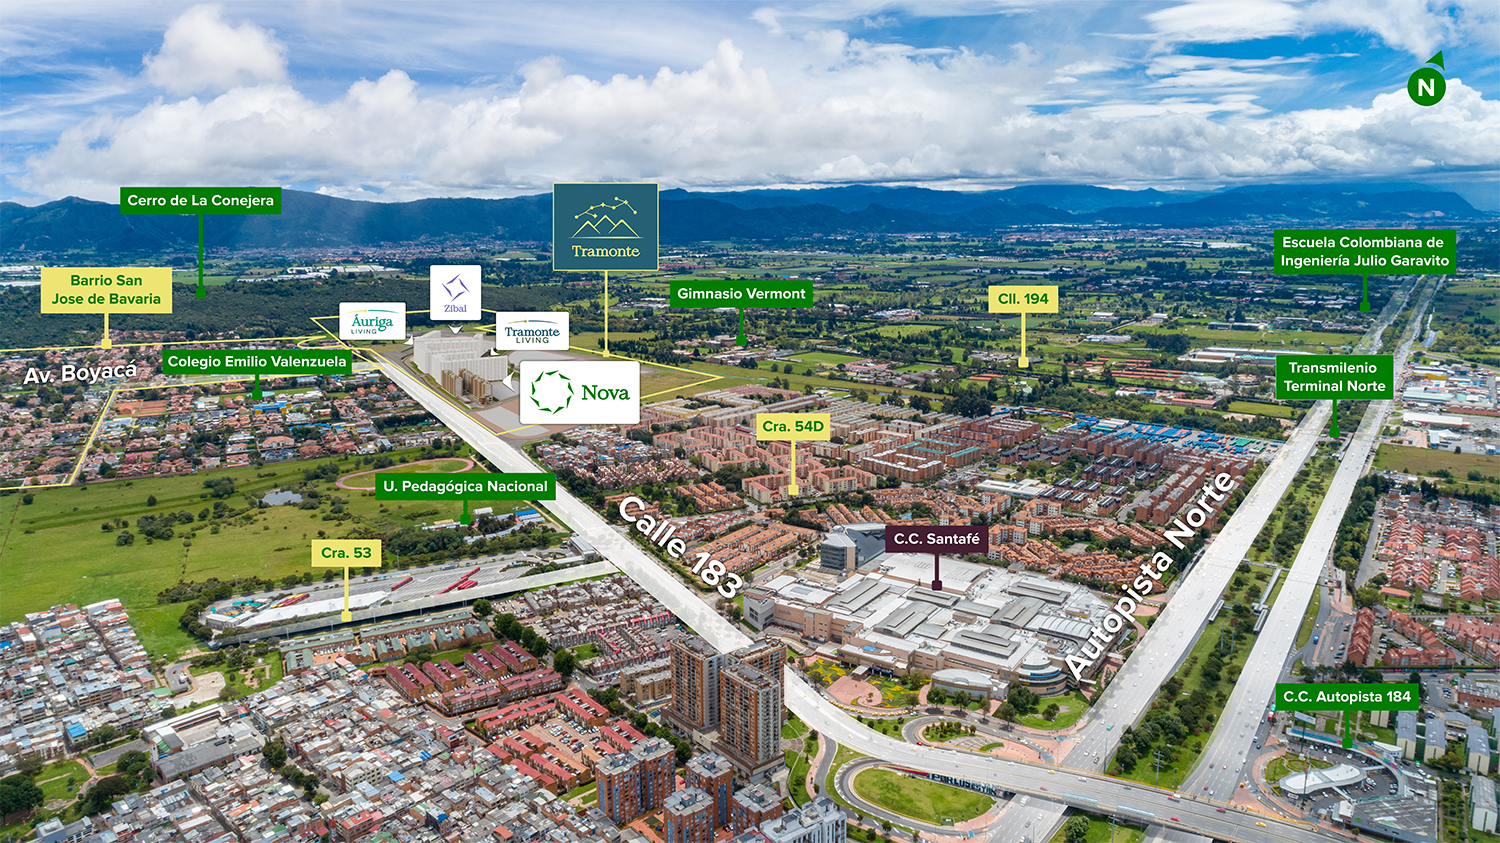 N
Cerro de La Conejera
Tramonte
Escuela Colombiana de
Ingeniería Julio Garavito
Barrio San
Jose de Bavaria
Zibal
Gimnasio Vermont
Cll. 194
Áuriga
LIVING
Tramonte
LIVING
Av. Boyacá
Colegio Emilio Valenzuela
Nova
Transmilenio
Terminal Norte
Cra. 54D
U. Pedagógica Nacional
Calle 183
Autopista Norte
C.C. Santafé
Cra. 53
C.C. Autopista 184